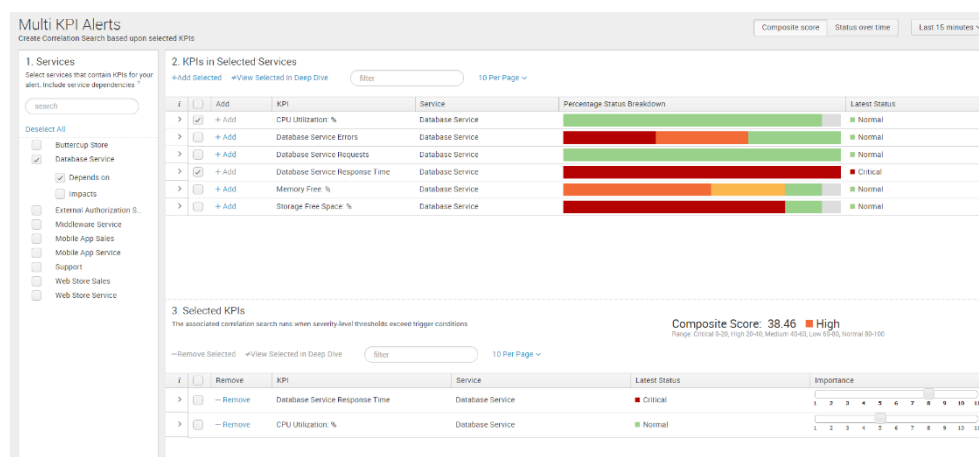 Multi KPI Alerts
Create Correlation Search based upon selected KPIs
Composite score Status over time Last 15 minutes
1. Services
Select services that contain KPIs for your
alert. Include service dependencies ?
search
Deselect All
Buttercup Store
Database Service
Depends on
Impacts
External Authorization S..
Middleware Service
Mobile App Sales
Mobile App Service
Support
Web Store Sales
Web Store Service
2. KPIs in Selected Services
+Add Selected View Selected in Deep Dive filter 10 Per Page
i Add KPI Service Percentage Status Breakdown Latest Status
> + Add CPU Utilization: % Database Service Normal
> + Add Database Service Errors Database Service Normal
> + Add Database Service Requests Database Service Normal
> + Add Database Service Response Time Database Service Critical
> + Add Memory Free: % Database Service Normal
> + Add Storage Free Space: % Database Service Normal
3. Selected KPIs
The associated correlation search runs when severity-level thresholds exceed trigger conditions
Composite Score: 38.46 High
Range: Critical 0-20, High 20-40, Medium 40-60, Low 60-80, Normal 80-100
−Remove Selected View Selected in Deep Dive filter 10 Per Page
i Remove KPI Service Latest Status Importance
> − Remove Database Service Response Time Database Service Critical
1 2 3 4 5 6 7 8 9 10 11
> − Remove CPU Utilization: % Database Service Normal
1 2 3 4 5 6 7 8 9 10 11